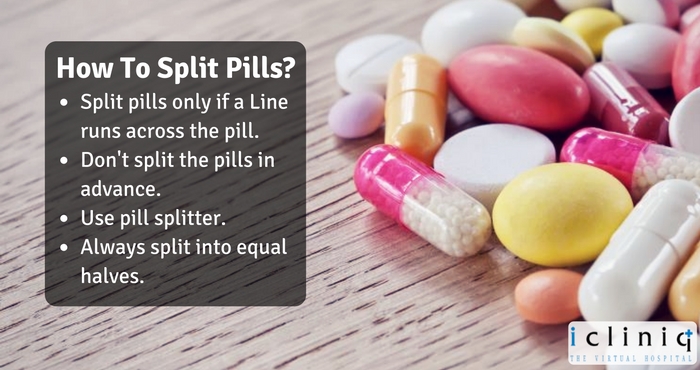 How To Split Pills?
• Split pills only if a Line
runs across the pill.
• Don't split the pills in
advance.
• Use pill splitter.
• Always split into equal
halves.
icliniq
THE VIRTUAL HOSPITAL